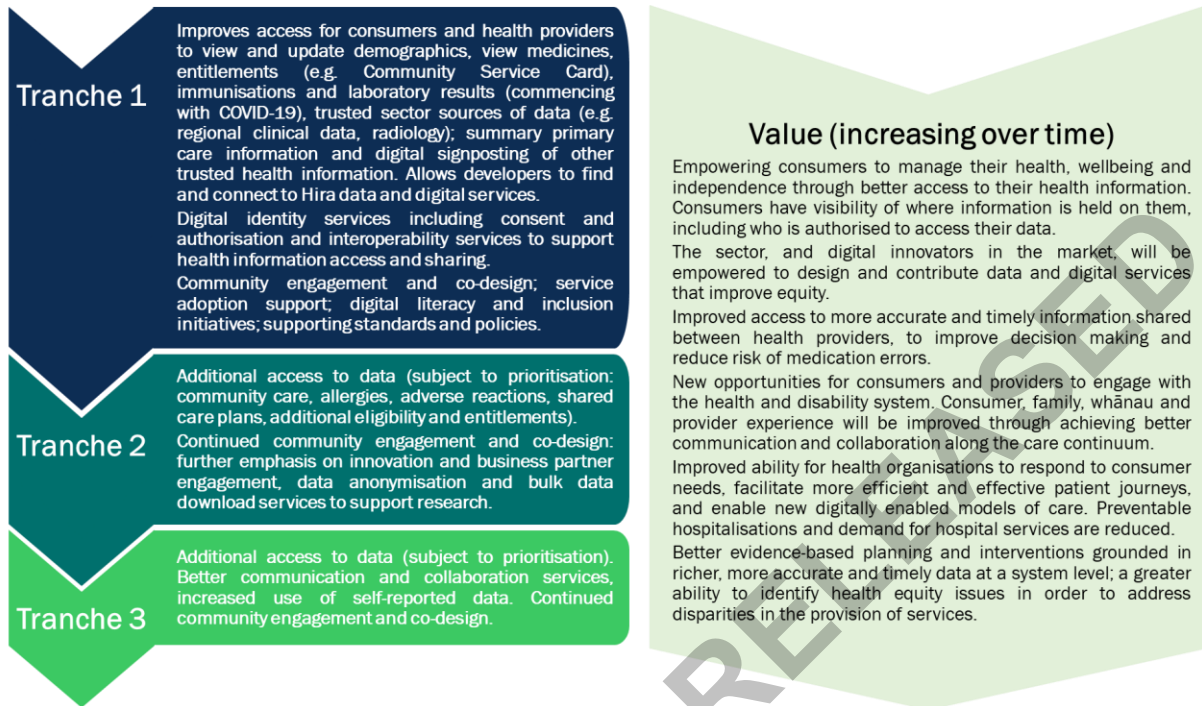 Tranche 1
Improves access for consumers and health providers
to view and update demographics, view medicines,
entitlements (e.g. Community Service Card),
immunisations and laboratory results (commencing
with COVID-19), trusted sector sources of data (e.g.
regional clinical data, radiology); summary primary
care information and digital signposting of other
trusted health information. Allows developers to find
and connect to Hira data and digital services.
Digital identity services including consent and
authorisation and interoperability services to support
health information access and sharing.
Community engagement and co-design; service
adoption support; digital literacy and inclusion
initiatives; supporting standards and policies.
Tranche 2
Additional access to data (subject to prioritisation:
community care, allergies, adverse reactions, shared
care plans, additional eligibility and entitlements).
Continued community engagement and co-design:
further emphasis on innovation and business partner
engagement, data anonymisation and bulk data
download services to support research.
Tranche 3
Additional access to data (subject to prioritisation).
Better communication and collaboration services,
increased use of self-reported data. Continued
community engagement and co-design.
Value (increasing over time)
Empowering consumers to manage their health, wellbeing and
independence through better access to their health information.
Consumers have visibility of where information is held on them,
including who is authorised to access their data.
The sector, and digital innovators in the market, will be
empowered to design and contribute data and digital services
that improve equity.
Improved access to more accurate and timely information shared
between health providers, to improve decision making and
reduce risk of medication errors.
New opportunities for consumers and providers to engage with
the health and disability system. Consumer, family, whānau and
provider experience will be improved through achieving better
communication and collaboration along the care continuum.
Improved ability for health organisations to respond to consumer
needs, facilitate more efficient and effective patient journeys,
and enable new digitally enabled models of care. Preventable
hospitalisations and demand for hospital services are reduced.
Better evidence-based planning and interventions grounded in
richer, more accurate and timely data at a system level; a greater
ability to identify health equity issues in order to address
disparities in the provision of services.
RELEASED